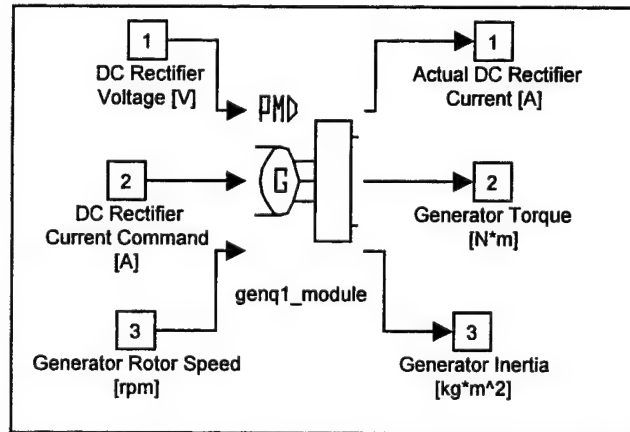 1
DC Rectifier
Voltage [V]
2
DC Rectifier
Current Command
[A]
3
Generator Rotor Speed
[rpm]
PMD
G
genq1_module
1
Actual DC Rectifier
Current [A]
2
Generator Torque
[N*m]
3
Generator Inertia
[kg*m^2]